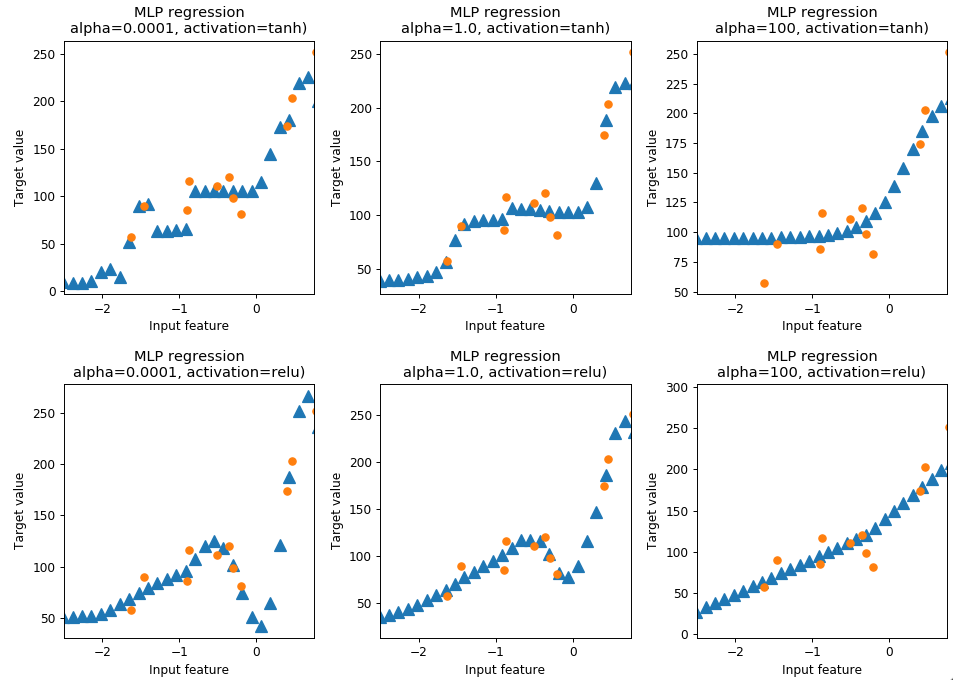 MLP regression
alpha=0.0001, activation=tanh)
MLP regression
alpha=1.0, activation=tanh)
MLP regression
alpha=100, activation=tanh)
Target value
250
200
150
100
50
0
−2
−1
0
Input feature
Target value
250
200
150
100
50
−2
−1
0
Input feature
Target value
250
225
200
175
150
125
100
75
50
−2
−1
0
Input feature
MLP regression
alpha=0.0001, activation=relu)
MLP regression
alpha=1.0, activation=relu)
MLP regression
alpha=100, activation=relu)
Target value
250
200
150
100
50
−2
−1
0
Input feature
Target value
250
200
150
100
50
−2
−1
0
Input feature
Target value
300
250
200
150
100
50
0
−2
−1
0
Input feature